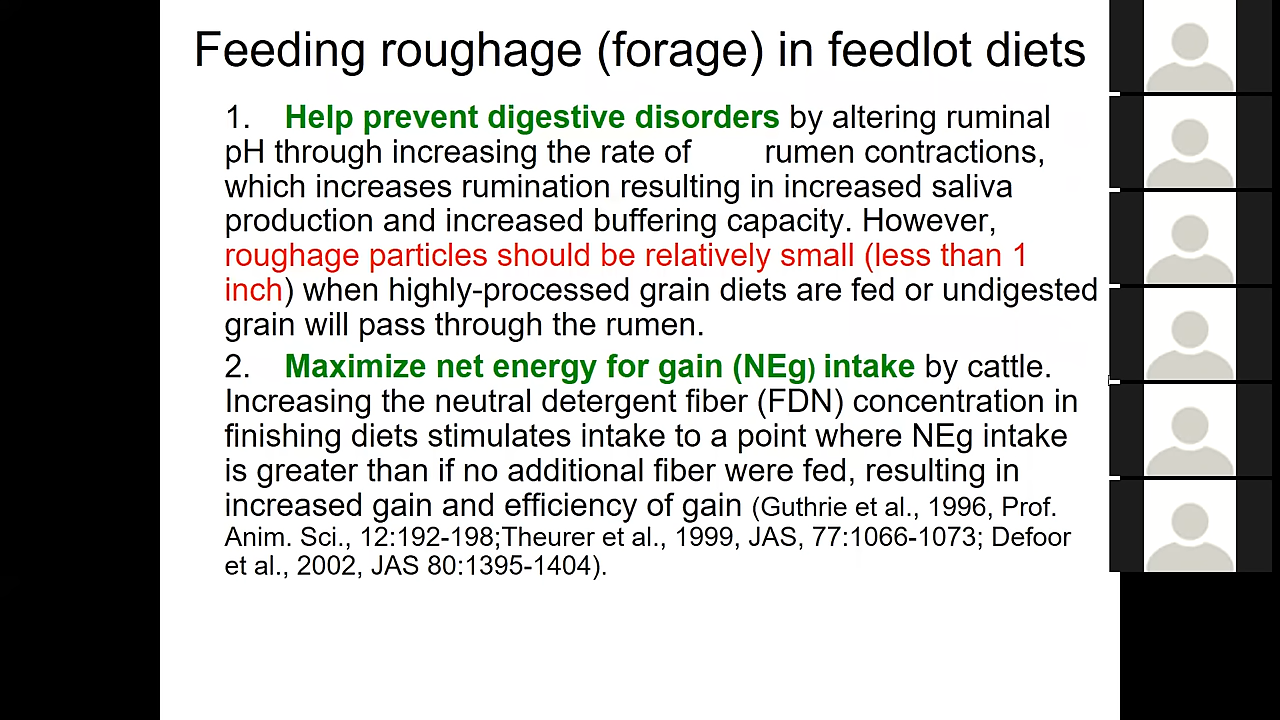 Feeding roughage (forage) in feedlot diets
1. Help prevent digestive disorders by altering ruminal
pH through increasing the rate of rumen contractions,
which increases rumination resulting in increased saliva
production and increased buffering capacity. However,
roughage particles should be relatively small (less than 1
inch) when highly-processed grain diets are fed or undigested
grain will pass through the rumen.
2. Maximize net energy for gain (NEg) intake by cattle.
Increasing the neutral detergent fiber (FDN) concentration in
finishing diets stimulates intake to a point where NEg intake
is greater than if no additional fiber were fed, resulting in
increased gain and efficiency of gain (Guthrie et al., 1996, Prof.
Anim. Sci., 12:192-198;Theurer et al., 1999, JAS, 77:1066-1073; Defoor
et al., 2002, JAS 80:1395-1404).